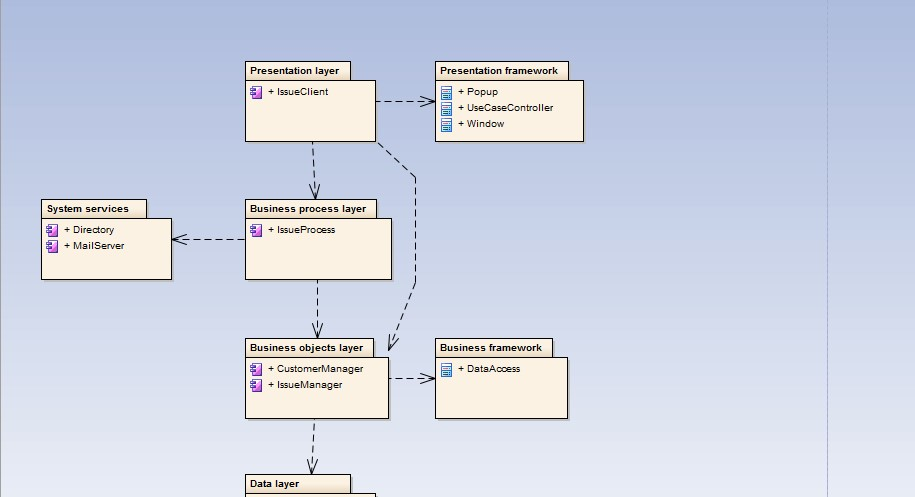 Presentation layer
+ IssueClient
Presentation framework
+ Popup
+ UseCaseController
+ Window
System services
+ Directory
+ MailServer
Business process layer
+ IssueProcess
Business objects layer
+ CustomerManager
+ IssueManager
Business framework
+ DataAccess
Data layer